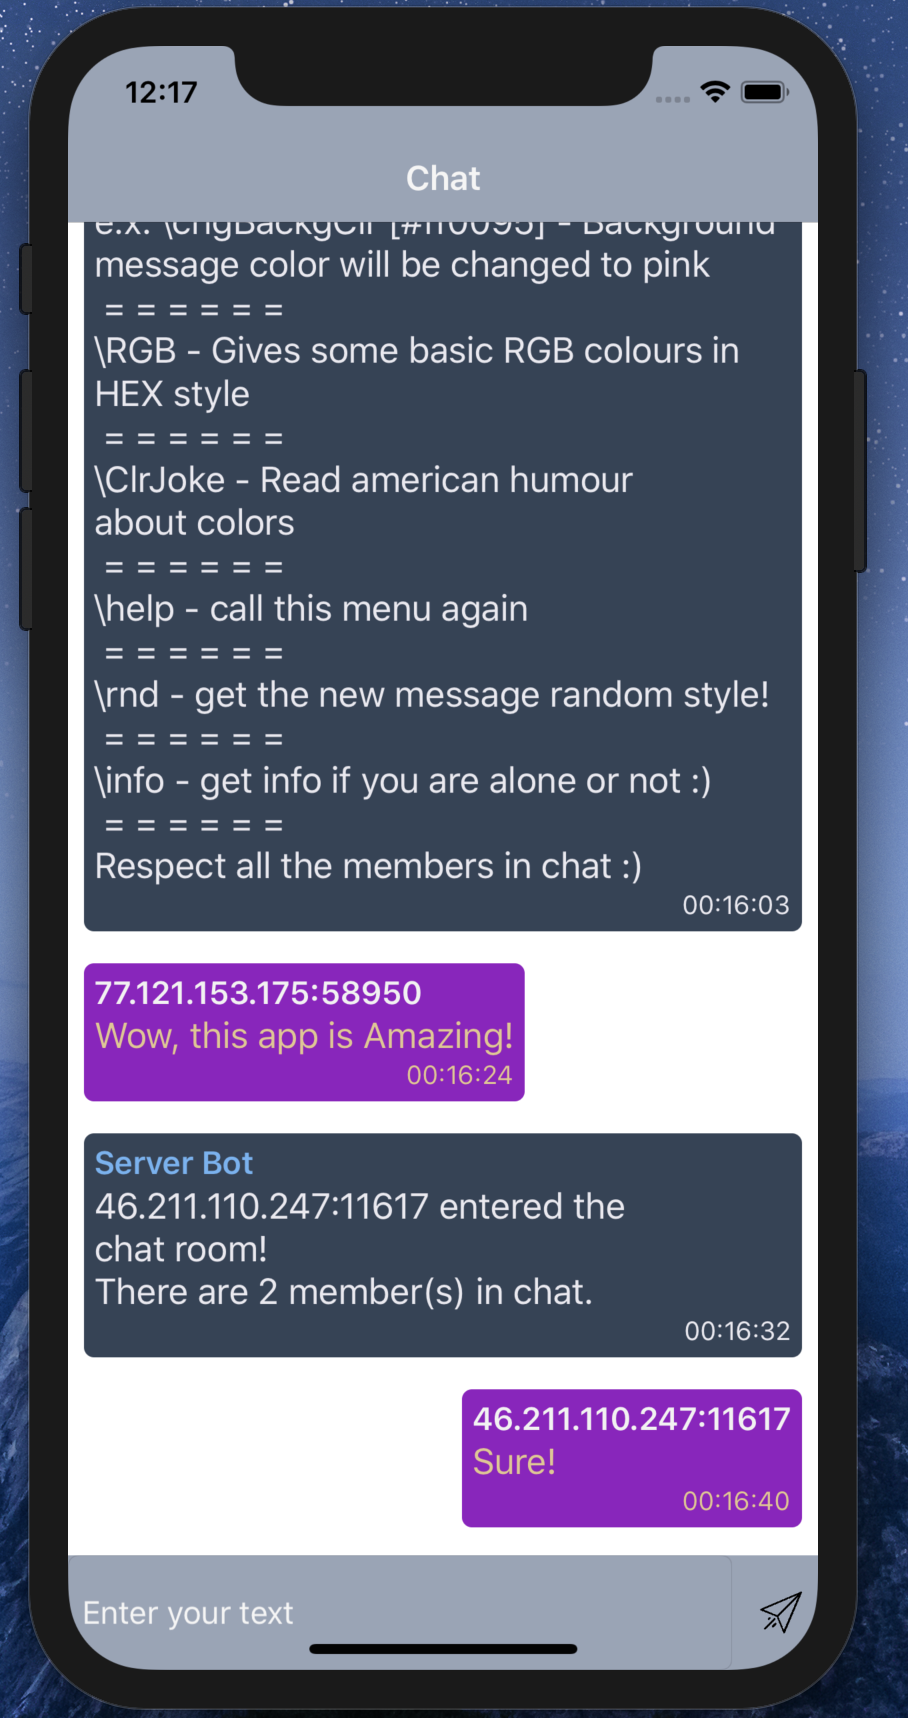 12:17
Chat
e.x. \chgBackgClr [#ff0095] - Background
message color will be changed to pink
= = = = = =
\RGB - Gives some basic RGB colours in
HEX style
= = = = = =
\ClrJoke - Read american humour
about colors
= = = = = =
\help - call this menu again
= = = = = =
\rnd - get the new message random style!
= = = = = =
\info - get info if you are alone or not :)
= = = = = =
Respect all the members in chat :)
00:16:03
77.121.153.175:58950
Wow, this app is Amazing!
00:16:24
Server Bot
46.211.110.247:11617 entered the
chat room!
There are 2 member(s) in chat.
00:16:32
46.211.110.247:11617
Sure!
00:16:40
Enter your text